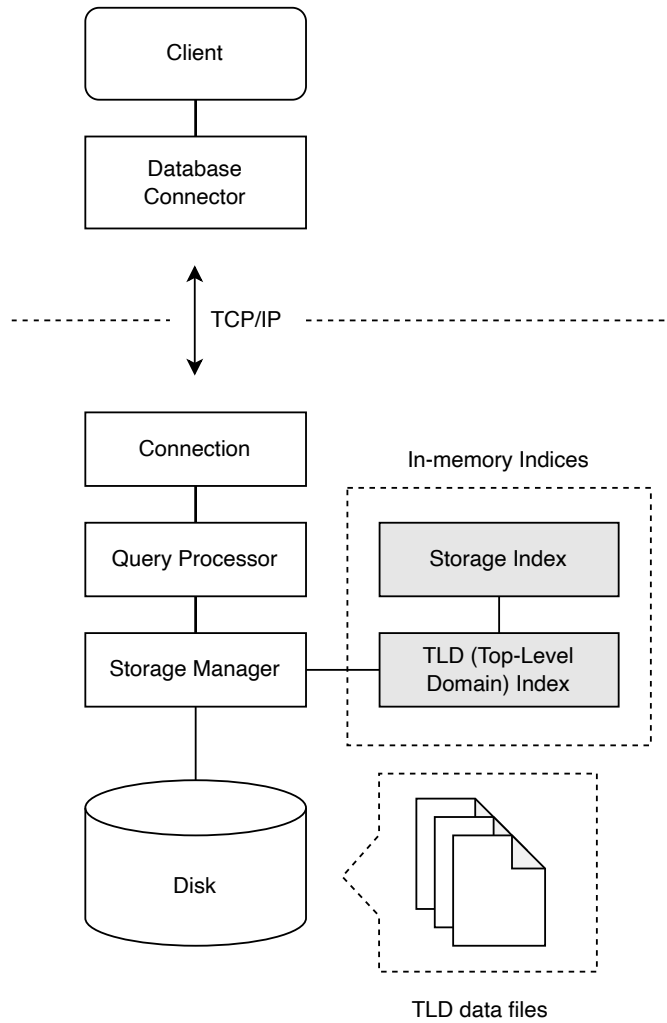 Client
Database
Connector
TCP/IP
Connection
In-memory Indices
Query Processor
Storage Index
Storage Manager
TLD (Top-Level
Domain) Index
Disk
TLD data files